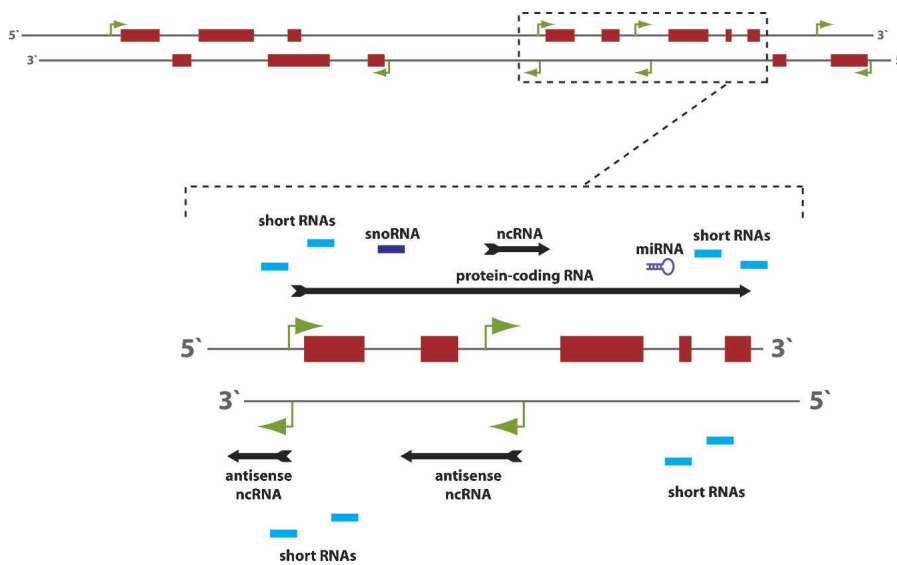 5` 3`
3` 5`
short RNAs
snoRNA
ncRNA
miRNA
short RNAs
protein-coding RNA
5` 3`
3` 5`
antisense
ncRNA
antisense
ncRNA
short RNAs
short RNAs